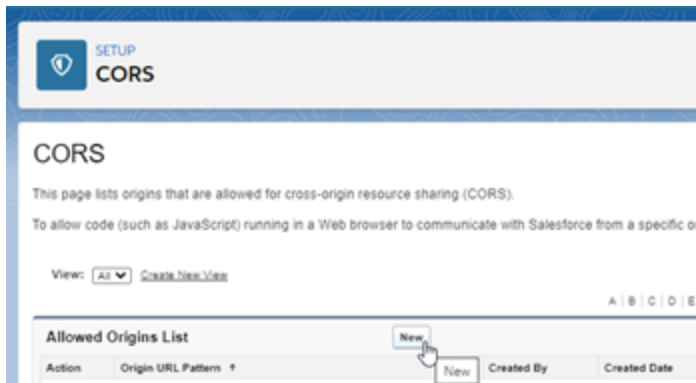 SETUP
CORS
CORS
This page lists origins that are allowed for cross-origin resource sharing (CORS).
To allow code (such as JavaScript) running in a Web browser to communicate with Salesforce from a specific o
View: All Create New View
A | B | C | D | E
Allowed Origins List New
New
Action Origin URL Pattern ↑ Created By Created Date